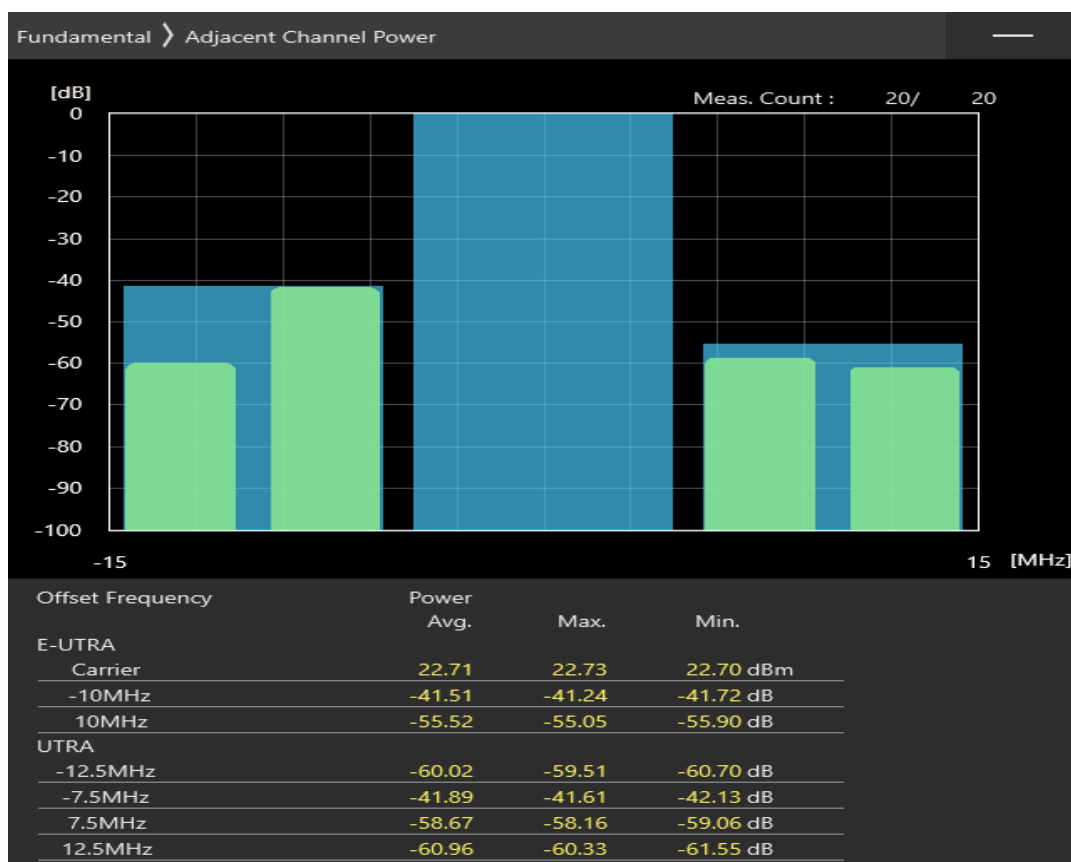 Fundamental 〉 Adjacent Channel Power
[dB]
Meas. Count : 20/ 20
0
-10
-20
-30
-40
-50
-60
-70
-80
-90
-100
-15 15 [MHz]
Offset Frequency Power
Avg. Max. Min.
E-UTRA
Carrier 22.71 22.73 22.70 dBm
-10MHz -41.51 -41.24 -41.72 dB
10MHz -55.52 -55.05 -55.90 dB
UTRA
-12.5MHz -60.02 -59.51 -60.70 dB
-7.5MHz -41.89 -41.61 -42.13 dB
7.5MHz -58.67 -58.16 -59.06 dB
12.5MHz -60.96 -60.33 -61.55 dB